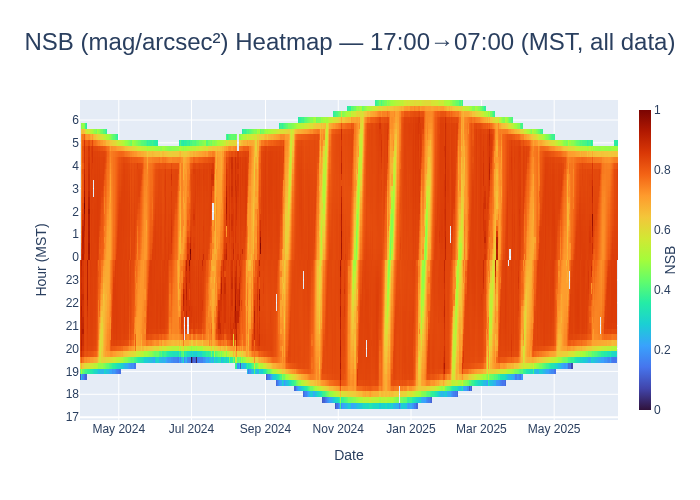 NSB (mag/arcsec²) Heatmap — 17:00→07:00 (MST, all data)
6
5
4
3
2
1
0
23
22
21
20
19
18
17
Hour (MST)
May 2024
Jul 2024
Sep 2024
Nov 2024
Jan 2025
Mar 2025
May 2025
Date
1
0.8
0.6
0.4
0.2
0
NSB